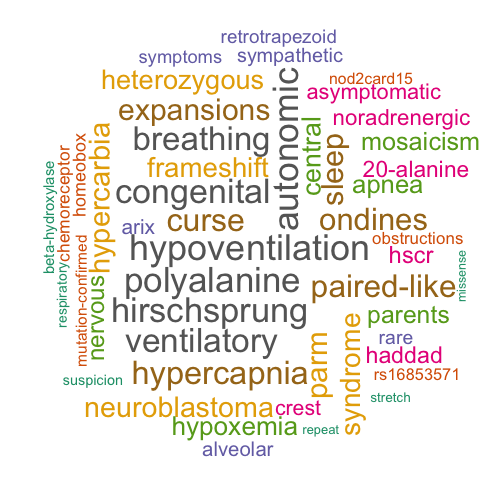 retrotrapezoid
symptoms
sympathetic
heterozygous
autonomic
nod2card15
asymptomatic
expansions
noradrenergic
breathing
central
sleep
mosaicism
beta-hydroxylase
chemoreceptor
homeobox
hypercarbia
frameshift
20-alanine
congenital
apnea
arix
curse
ondines
respiratory
mutation-confirmed
nervous
hypoventilation
obstructions
hscr
missense
polyalanine
paired-like
hirschsprung
parents
ventilatory
parm
syndrome
rare
haddad
suspicion
hypercapnia
rs16853571
stretch
neuroblastoma
crest
hypoxemia
repeat
alveolar